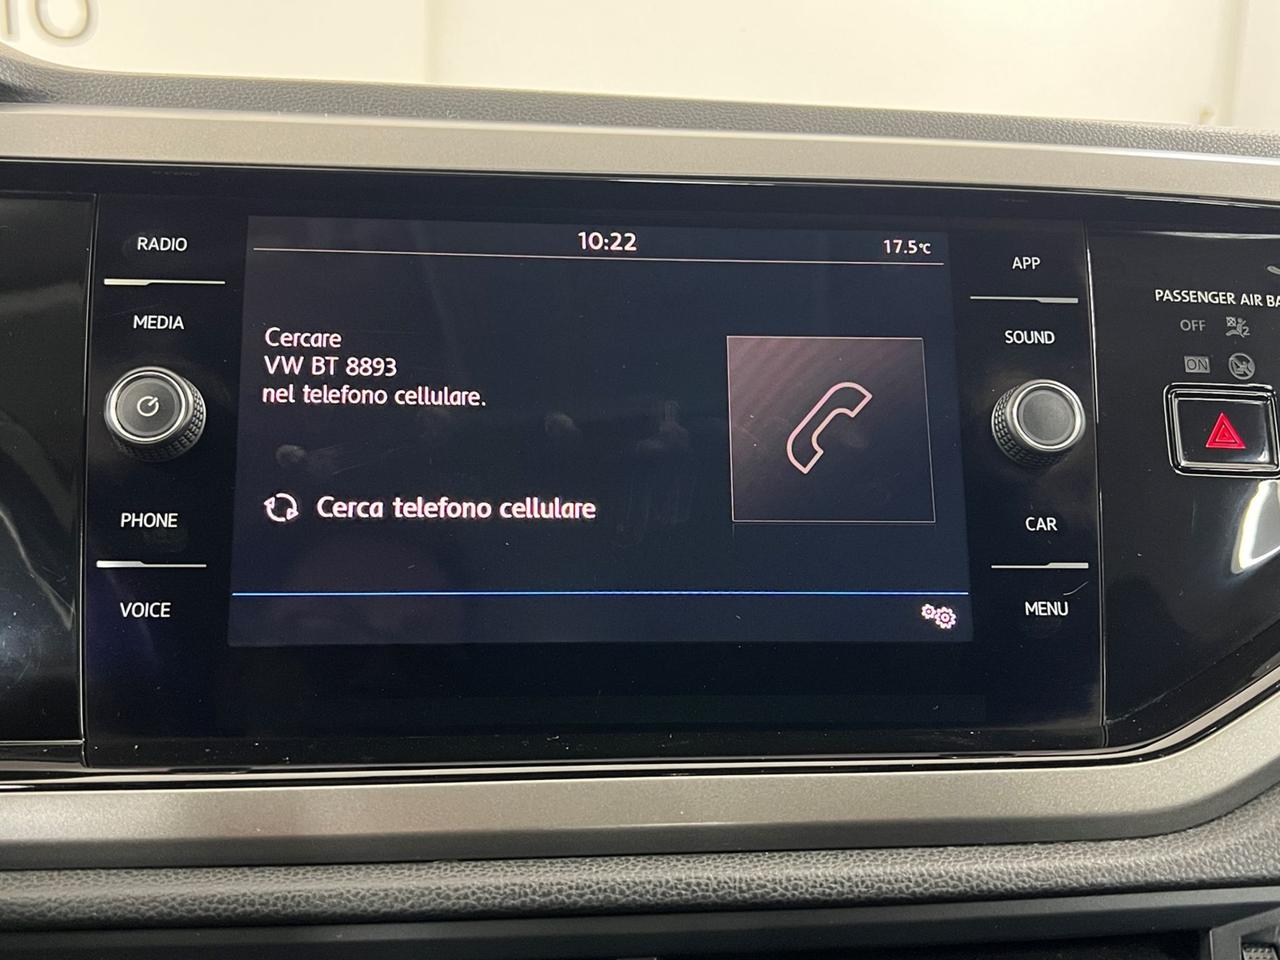 10:22
17.5°C
RADIO
MEDIA
PHONE
VOICE
Cercare
VW BT 8893
nel telefono cellulare.
Cerca telefono cellulare
APP
SOUND
CAR
MENU
PASSENGER AIR BA
OFF
ON